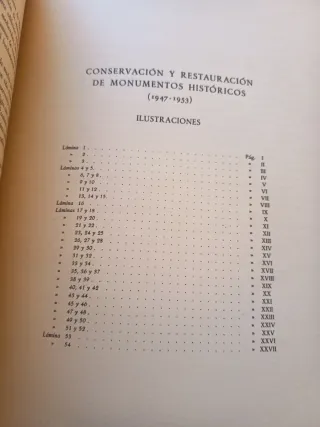 CONSERVACIÓN Y RESTAURACIÓN
DE MONUMENTOS HISTÓRICOS
(1947-1953)
ILUSTRACIONES
Lámina 1 Pág. I
» 2 » II
» 3 » III
Láminas 4 y 5 » IV
» 6, 7 y 8 » V
» 9 y 10 » VI
» 11 y 12 » VII
» 13, 14 y 15 » VIII
Lámina 16 » IX
Láminas 17 y 18 » X
» 19 y 20 » XI
» 21 y 22 » XII
» 23, 24 y 25 » XIII
» 26, 27 y 28 » XIV
» 29 y 30 » XV
» 31 y 32 » XVI
» 33 y 34 » XVII
» 35, 36 y 37 » XVIII
» 38 y 39 » XIX
» 40, 41 y 42 » XX
» 43 y 44 » XXI
» 45 y 46 » XXII
» 47 y 48 » XXIII
» 49 y 50 » XXIV
» 51 y 52 » XXV
Lámina 53 » XXVI
» 54 » XXVII